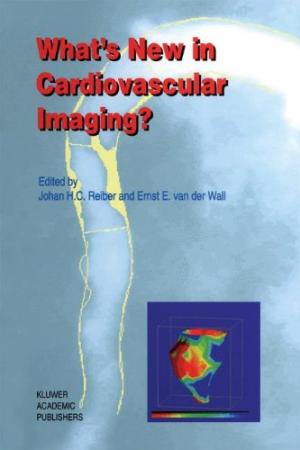 What's New in
Cardiovascular
Imaging?
Edited by
Johan H.C. Reiber and Ernst E. van der Wall
KLUWER
ACADEMIC
PUBLISHERS